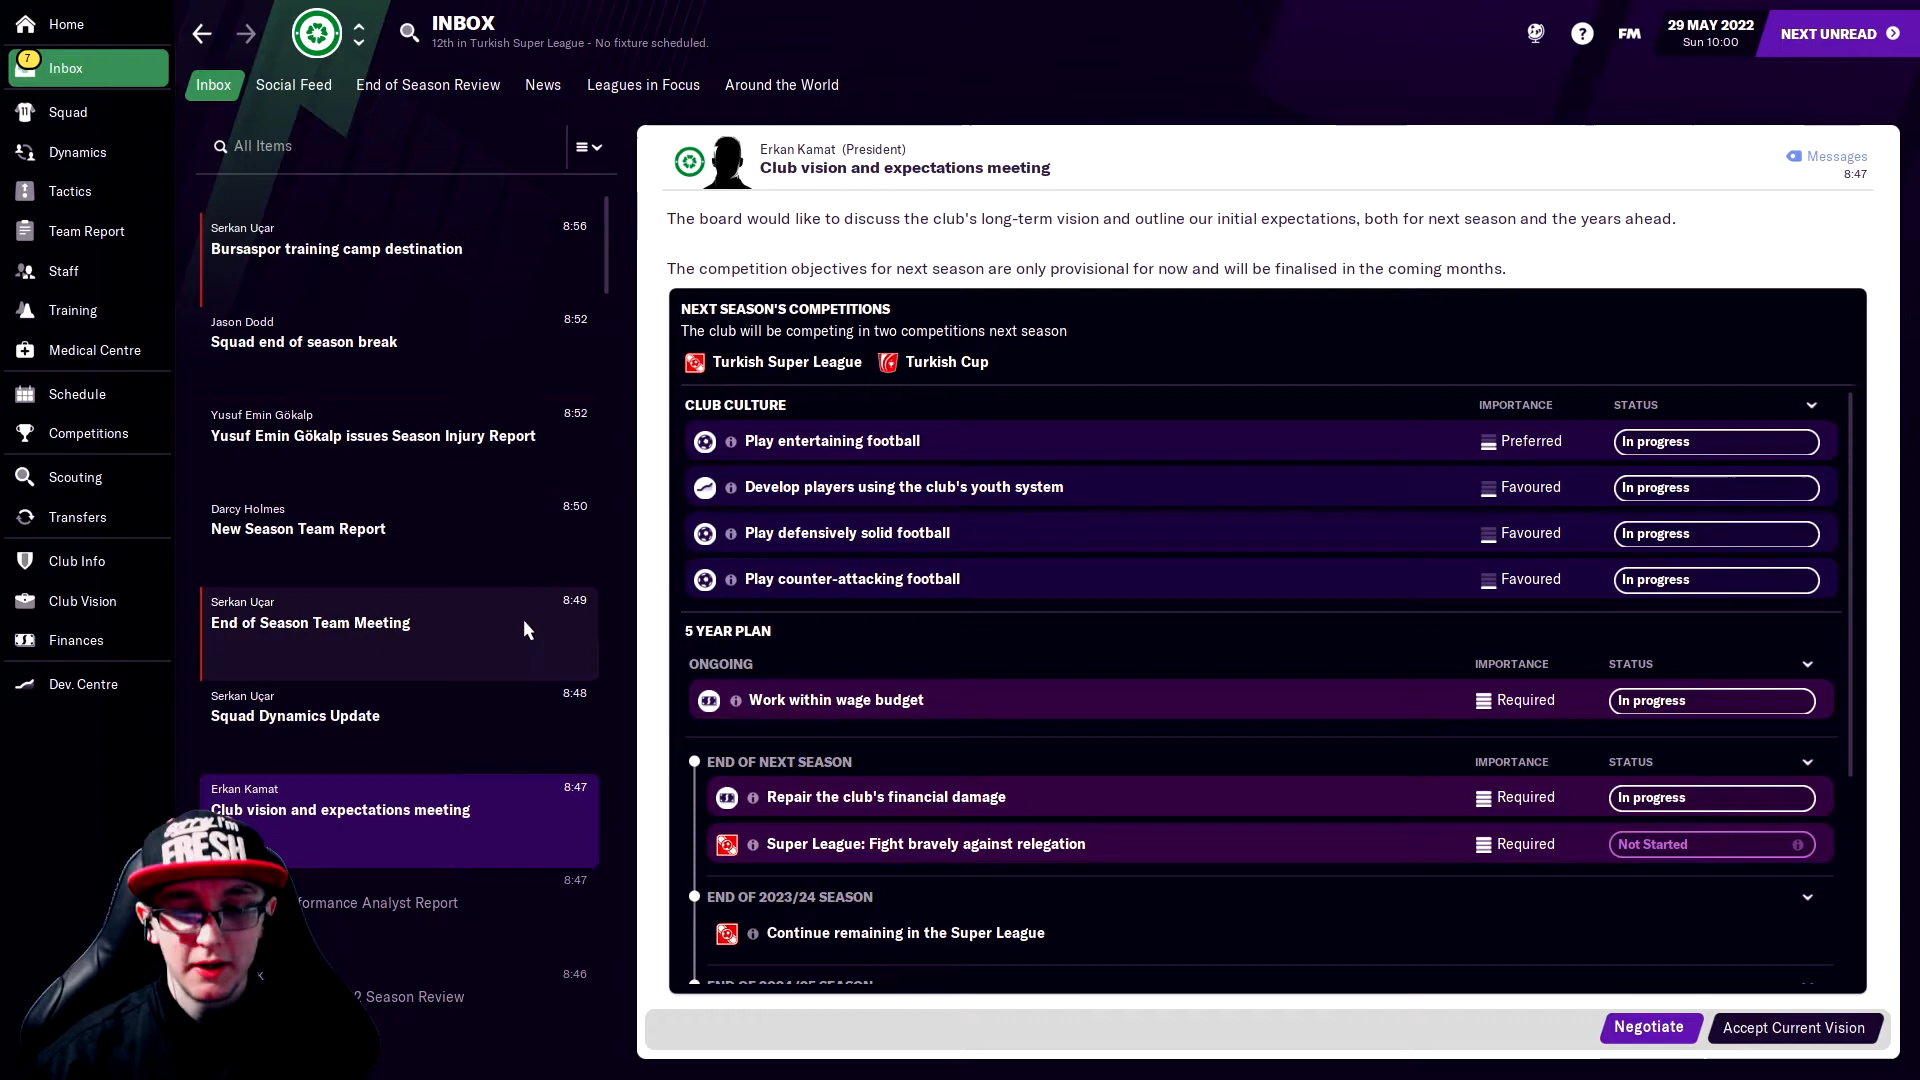 Home
7
Inbox
Squad
Dynamics
Tactics
Team Report
Staff
Training
Medical Centre
Schedule
Competitions
Scouting
Transfers
Club Info
Club Vision
Finances
Dev. Centre
INBOX
12th in Turkish Super League - No fixture scheduled.
?
FM
29 MAY 2022
Sun 10:00
NEXT UNREAD
Inbox
Social Feed
End of Season Review
News
Leagues in Focus
Around the World
All Items
Serkan Uçar 8:56
Bursaspor training camp destination
Jason Dodd 8:52
Squad end of season break
Yusuf Emin Gökalp 8:52
Yusuf Emin Gökalp issues Season Injury Report
Darcy Holmes 8:50
New Season Team Report
Serkan Uçar 8:49
End of Season Team Meeting
Serkan Uçar 8:48
Squad Dynamics Update
Erkan Kamat 8:47
Club vision and expectations meeting
8:47
formance Analyst Report
8:46
2 Season Review
I'M
FRESH
Erkan Kamat (President)
Club vision and expectations meeting
Messages
8:47
The board would like to discuss the club's long-term vision and outline our initial expectations, both for next season and the years ahead.
The competition objectives for next season are only provisional for now and will be finalised in the coming months.
NEXT SEASON'S COMPETITIONS
The club will be competing in two competitions next season
Turkish Super League Turkish Cup
CLUB CULTURE IMPORTANCE STATUS
Play entertaining football Preferred In progress
Develop players using the club's youth system Favoured In progress
Play defensively solid football Favoured In progress
Play counter-attacking football Favoured In progress
5 YEAR PLAN
ONGOING IMPORTANCE STATUS
Work within wage budget Required In progress
END OF NEXT SEASON IMPORTANCE STATUS
Repair the club's financial damage Required In progress
Super League: Fight bravely against relegation Required Not Started
END OF 2023/24 SEASON
Continue remaining in the Super League
END OF 2024/25 SEASON
Negotiate
Accept Current Vision